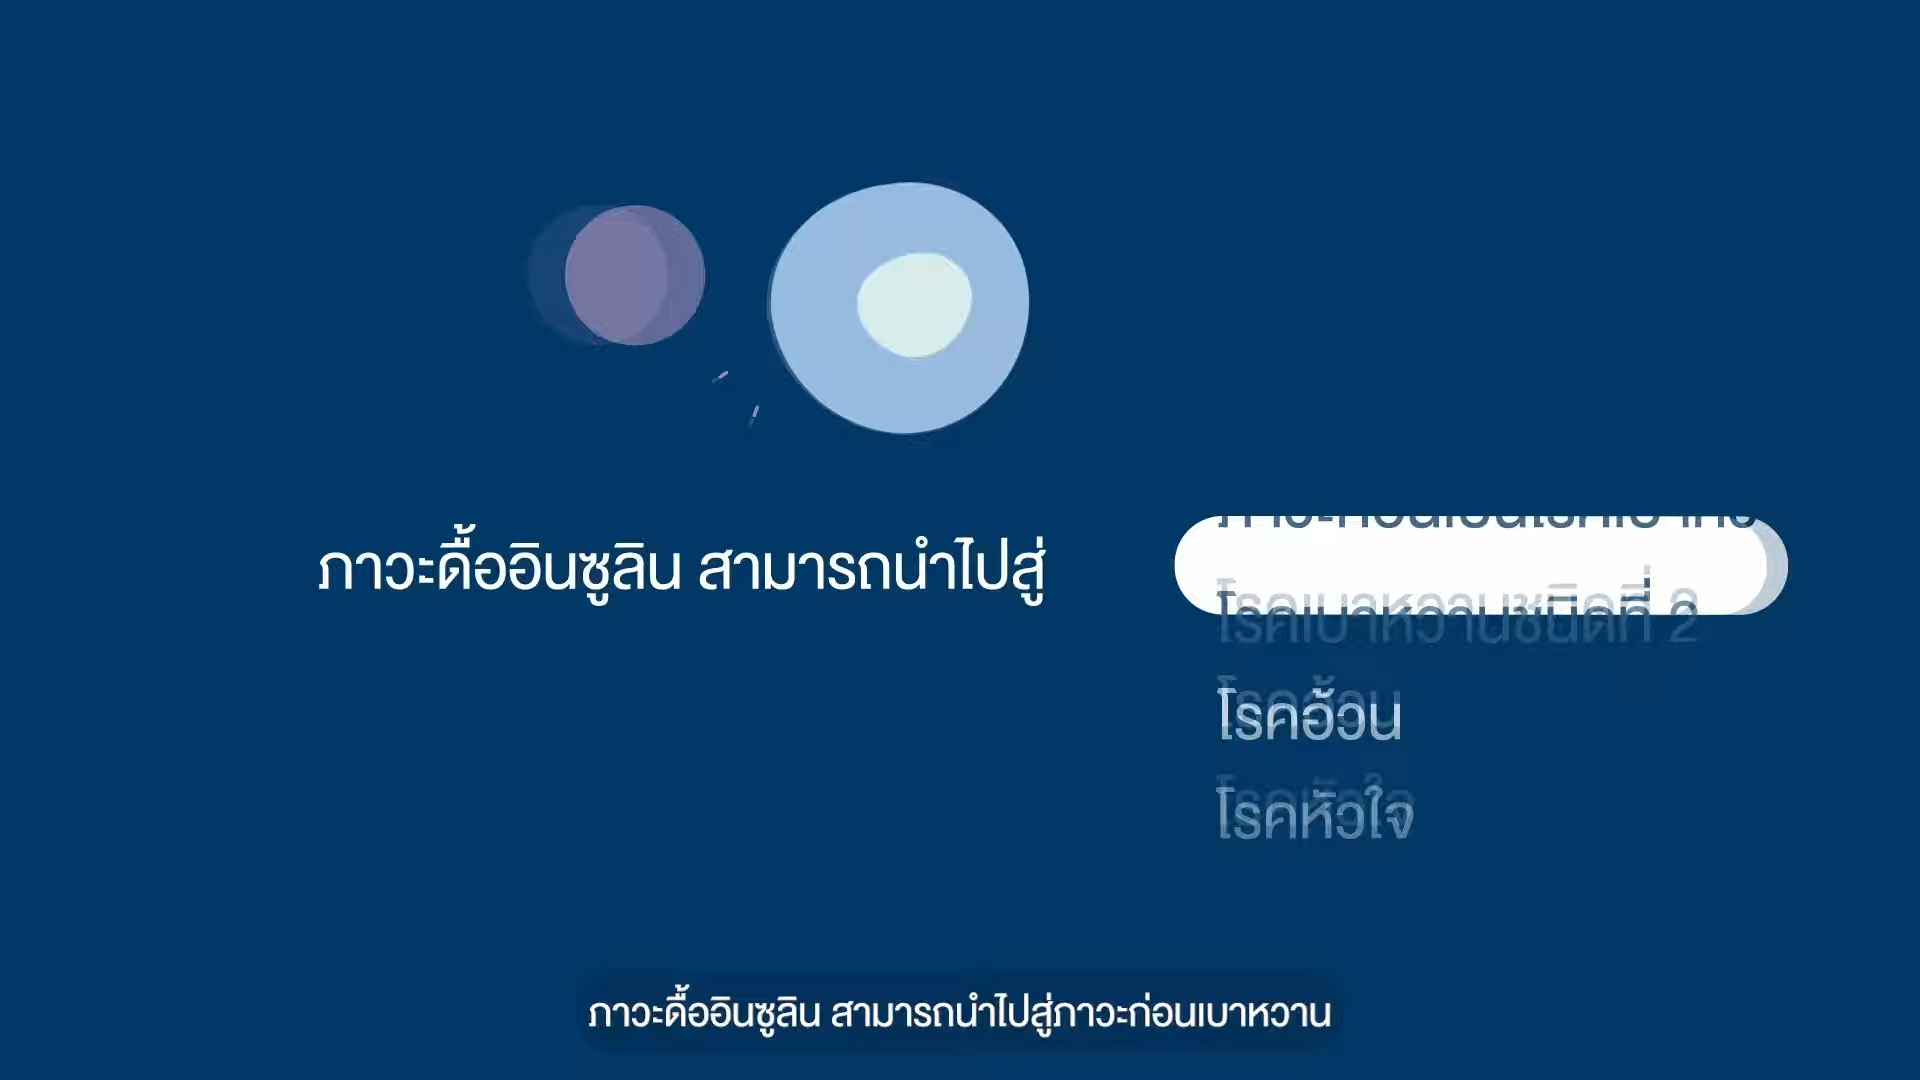 ภาวะดื้ออินซูลิน สามารถนำไปสู่
โรคเบาหวานชนิดที่ 2
โรคอ้วน
โรคหัวใจ
ภาวะดื้ออินซูลิน สามารถนำไปสู่ภาวะก่อนเบาหวาน